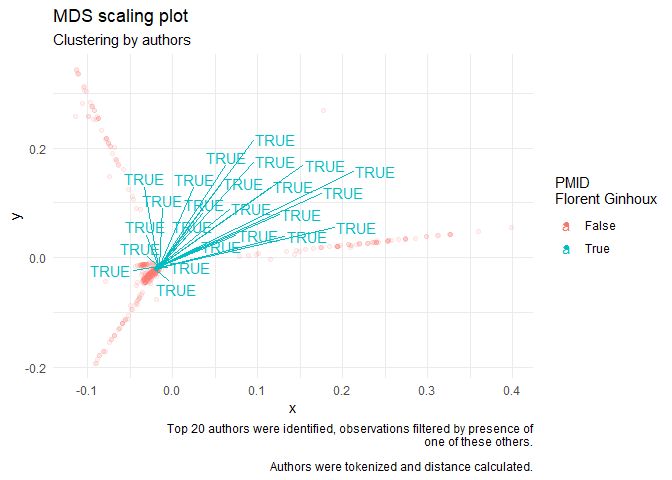 MDS scaling plot
Clustering by authors
TRUE
0.2
TRUE
TRUE
TRUE
TRUE
TRUE
TRUE
TRUE
TRUE
TRUE
TRUE
TRUE
TRUE
TRUE
y
TRUE
TRUE
TRUE
TRUE
TRUE
TRUE
TRUE
0.0
TRUE
TRUE
TRUE
-0.2
-0.1
0.0
0.1
0.2
0.3
0.4
x
PMID
Florent Ginhoux
False
True
Top 20 authors were identified, observations filtered by presence of
one of these others.
Authors were tokenized and distance calculated.